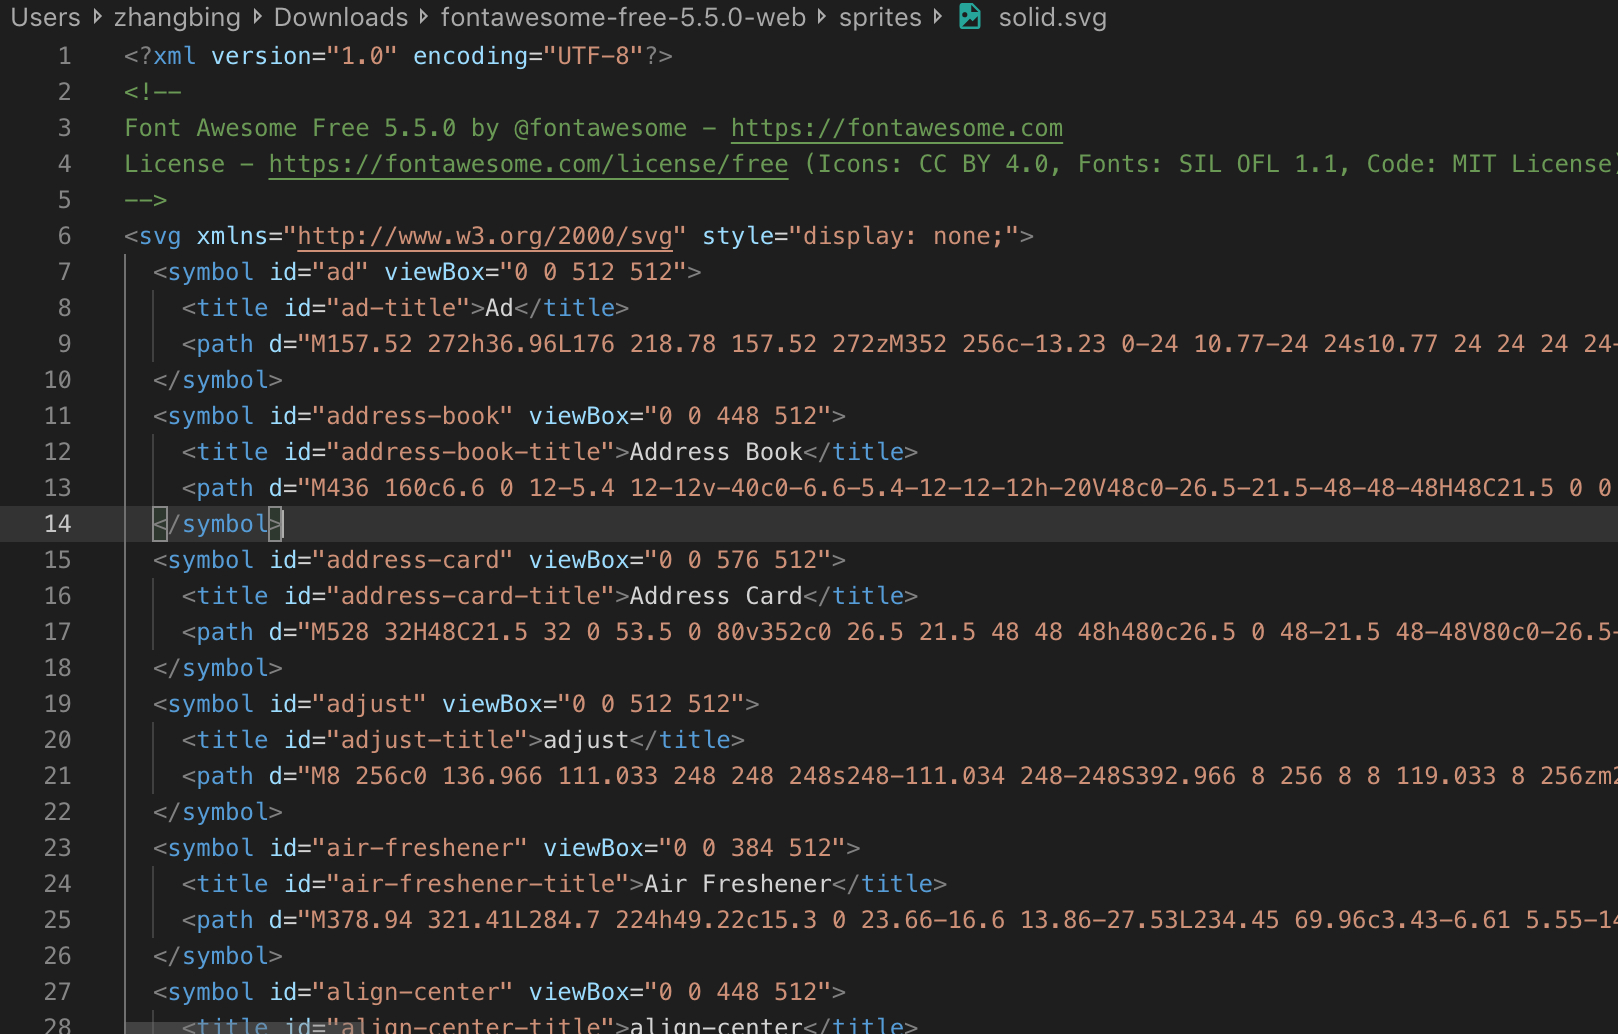 Users zhangbing Downloads fontawesome-free-5.5.0-web sprites solid.svg
1 <?xml version="1.0" encoding="UTF-8"?>
2 <!--
3 Font Awesome Free 5.5.0 by @fontawesome - https://fontawesome.com
4 License - https://fontawesome.com/license/free (Icons: CC BY 4.0, Fonts: SIL OFL 1.1, Code: MIT License)
5 -->
6 <svg xmlns="http://www.w3.org/2000/svg" style="display: none;">
7 <symbol id="ad" viewBox="0 0 512 512">
8 <title id="ad-title">Ad</title>
9 <path d="M157.52 272h36.96L176 218.78 157.52 272zM352 256c-13.23 0-24 10.77-24 24s10.77 24 24 24 24-
10 </symbol>
11 <symbol id="address-book" viewBox="0 0 448 512">
12 <title id="address-book-title">Address Book</title>
13 <path d="M436 160c6.6 0 12-5.4 12-12v-40c0-6.6-5.4-12-12-12h-20V48c0-26.5-21.5-48-48-48H48C21.5 0 0
14 </symbol>
15 <symbol id="address-card" viewBox="0 0 576 512">
16 <title id="address-card-title">Address Card</title>
17 <path d="M528 32H48C21.5 32 0 53.5 0 80v352c0 26.5 21.5 48 48 48h480c26.5 0 48-21.5 48-48V80c0-26.5-
18 </symbol>
19 <symbol id="adjust" viewBox="0 0 512 512">
20 <title id="adjust-title">adjust</title>
21 <path d="M8 256c0 136.966 111.033 248 248 248s248-111.034 248-248S392.966 8 256 8 8 119.033 8 256zm2
22 </symbol>
23 <symbol id="air-freshener" viewBox="0 0 384 512">
24 <title id="air-freshener-title">Air Freshener</title>
25 <path d="M378.94 321.41L284.7 224h49.22c15.3 0 23.66-16.6 13.86-27.53L234.45 69.96c3.43-6.61 5.55-14
26 </symbol>
27 <symbol id="align-center" viewBox="0 0 448 512">
28 <title id="align-center-title">align-center</title>